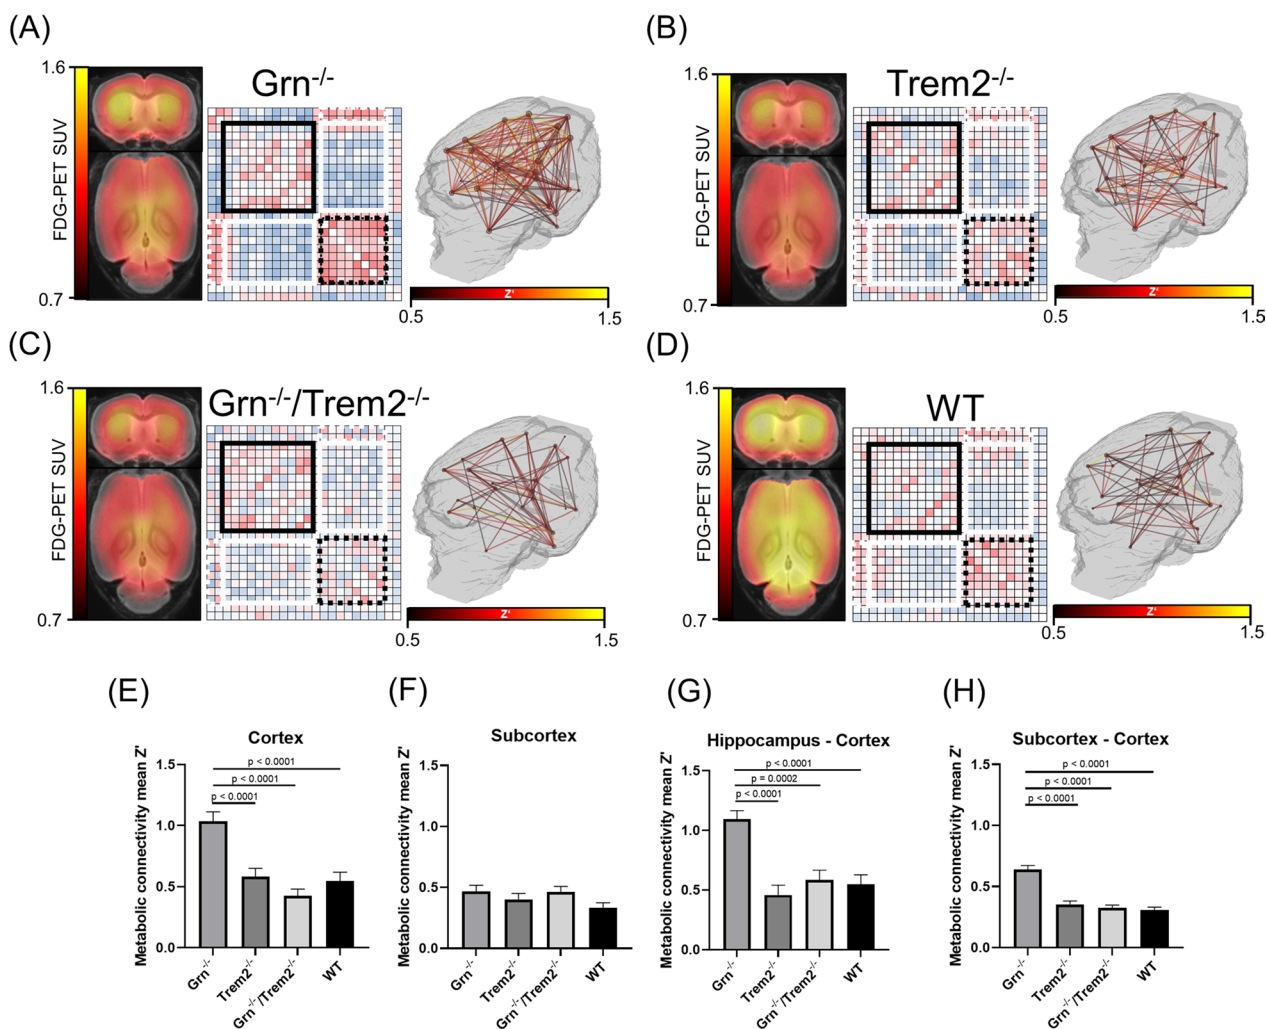 (A)
Grn-/-
1.6
FDG-PET SUV
0.7
Z'
0.5
1.5
(B)
Trem2-/-
1.6
FDG-PET SUV
0.7
Z'
0.5
1.5
(C)
Grn-/-/Trem2-/-
1.6
FDG-PET SUV
0.7
Z'
0.5
1.5
(D)
WT
1.6
FDG-PET SUV
0.7
Z'
0.5
1.5
(E)
Cortex
Metabolic connectivity mean Z'
1.5
1.0
0.5
0.0
p < 0.0001
p < 0.0001
p < 0.0001
Grn-/-
Trem2-/-
Grn-/-/Trem2-/-
WT
(F)
Subcortex
Metabolic connectivity mean Z'
1.5
1.0
0.5
0.0
Grn-/-
Trem2-/-
Grn-/-/Trem2-/-
WT
(G)
Hippocampus - Cortex
Metabolic connectivity mean Z'
1.5
1.0
0.5
0.0
p < 0.0001
p = 0.0002
p < 0.0001
Grn-/-
Trem2-/-
Grn-/-/Trem2-/-
WT
(H)
Subcortex - Cortex
Metabolic connectivity mean Z'
1.5
1.0
0.5
0.0
p < 0.0001
p < 0.0001
p < 0.0001
Grn-/-
Trem2-/-
Grn-/-/Trem2-/-
WT